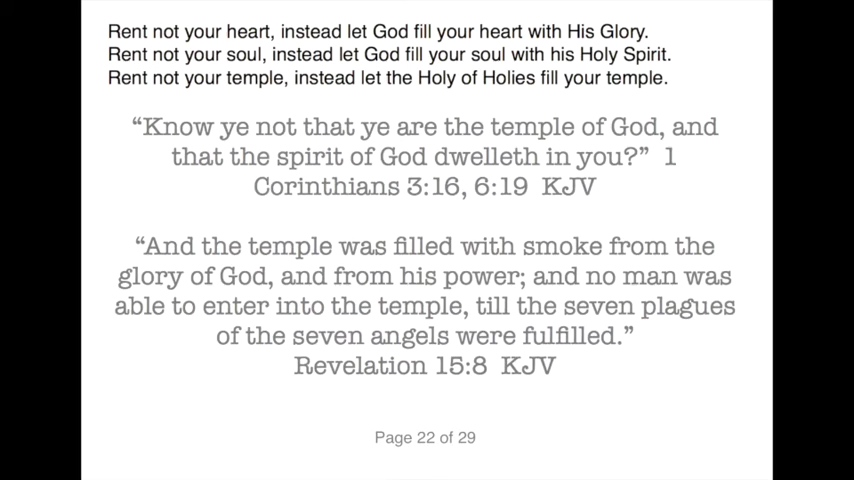 Rent not your heart, instead let God fill your heart with His Glory.
Rent not your soul, instead let God fill your soul with his Holy Spirit.
Rent not your temple, instead let the Holy of Holies fill your temple.
“Know ye not that ye are the temple of God, and
that the spirit of God dwelleth in you?”  1
Corinthians 3:16, 6:19  KJV
“And the temple was filled with smoke from the
glory of God, and from his power; and no man was
able to enter into the temple, till the seven plagues
of the seven angels were fulfilled.”
Revelation 15:8  KJV
Page 22 of 29